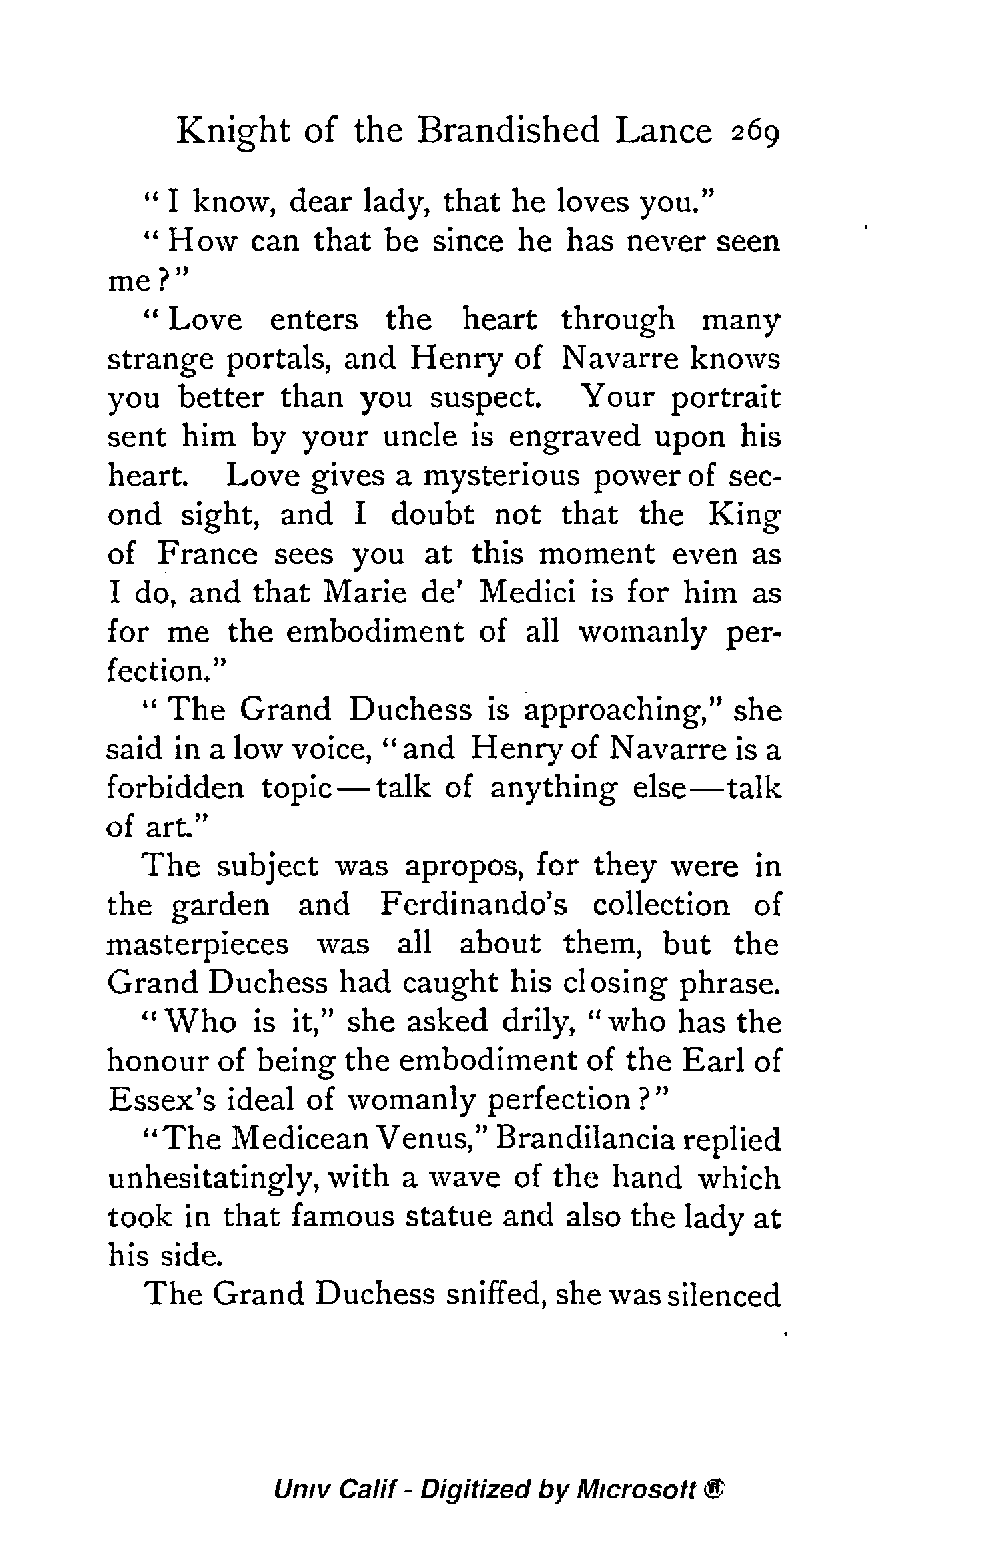 Knight of the Brandished Lance 269
“ I know, dear lady, that he loves you.”
“ How can that be since he has never seen
me ? ”
“ Love enters the heart through many
strange portals, and Henry of Navarre knows
you better than you suspect. Your portrait
sent him by your uncle is engraved upon his
heart. Love gives a mysterious power of sec-
ond sight, and I doubt not that the King
of France sees you at this moment even as
I do, and that Marie de’ Medici is for him as
for me the embodiment of all womanly per-
fection.”
“ The Grand Duchess is approaching,” she
said in a low voice, “ and Henry of Navarre is a
forbidden topic—talk of anything else—talk
of art.”
The subject was apropos, for they were in
the garden and Ferdinando’s collection of
masterpieces was all about them, but the
Grand Duchess had caught his closing phrase.
“ Who is it,” she asked drily, “ who has the
honour of being the embodiment of the Earl of
Essex’s ideal of womanly perfection ? ”
“ The Medicean Venus,” Brandilancia replied
unhesitatingly, with a wave of the hand which
took in that famous statue and also the lady at
his side.
The Grand Duchess sniffed, she was silenced
Univ Calif - Digitized by Microsoft ®